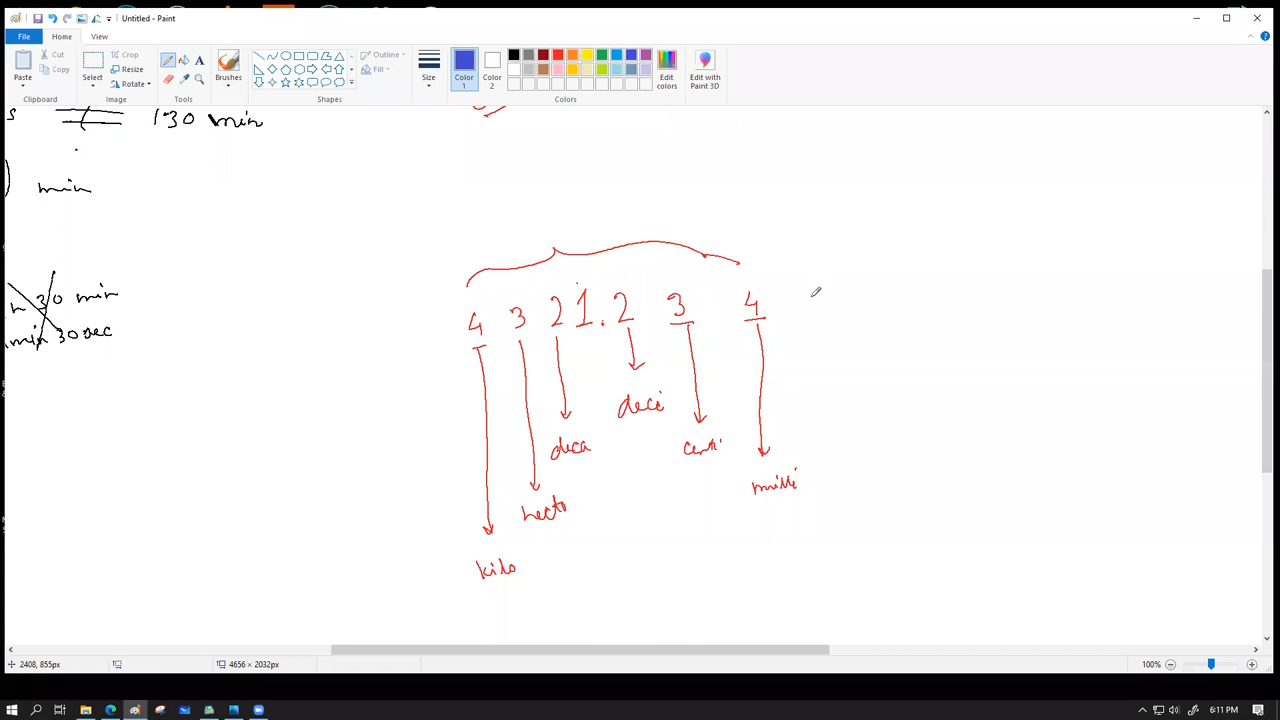 Untitled - Paint
File Home View
Paste Cut Copy Clipboard
Select Crop Resize Rotate Image
Tools
Brushes
Shapes Outline Fill
Size
Color 1 Color 2 Edit colors Edit with Paint 3D Colors
s 130 min
min
30 min
min 30 sec
4 3 2 1 . 2 3 4
deci
deca centi
milli
hecto
kilo
2408, 855px 4656 × 2032px 100%
6:11 PM